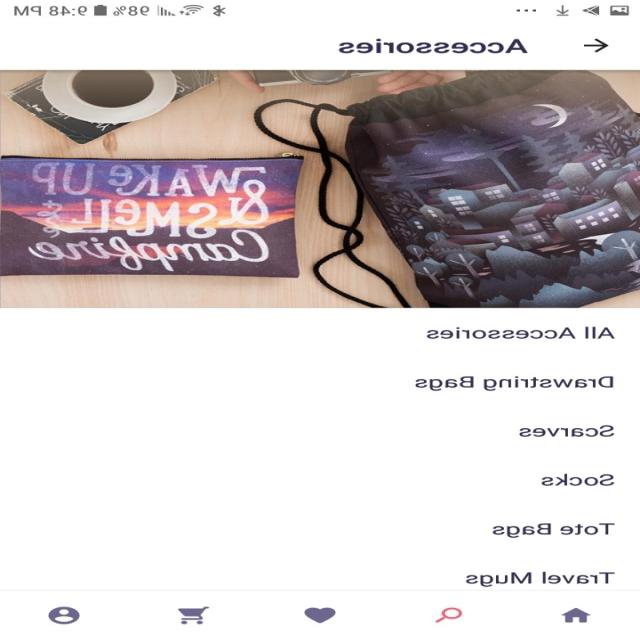 9:48 PM
98%
Accessories
WAKE UP
& SMELL
the
Campfire
All Accessories
Drawstring Bags
Scarves
Socks
Tote Bags
Travel Mugs